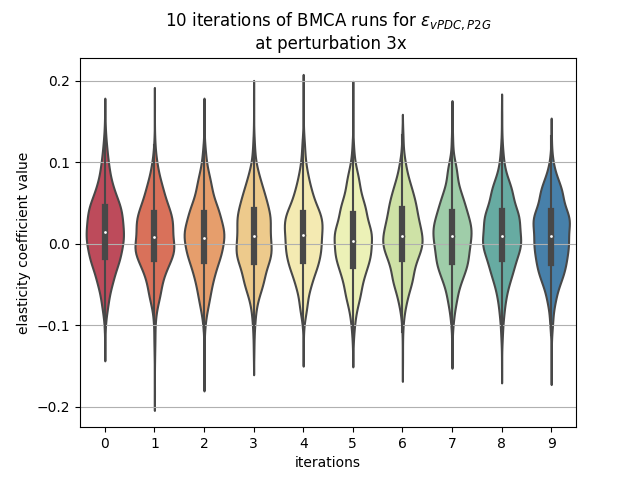 10 iterations of BMCA runs for ε_{vPDC, P2G}
at perturbation 3x
elasticity coefficient value
0.2
0.1
0.0
−0.1
−0.2
0 1 2 3 4 5 6 7 8 9
iterations